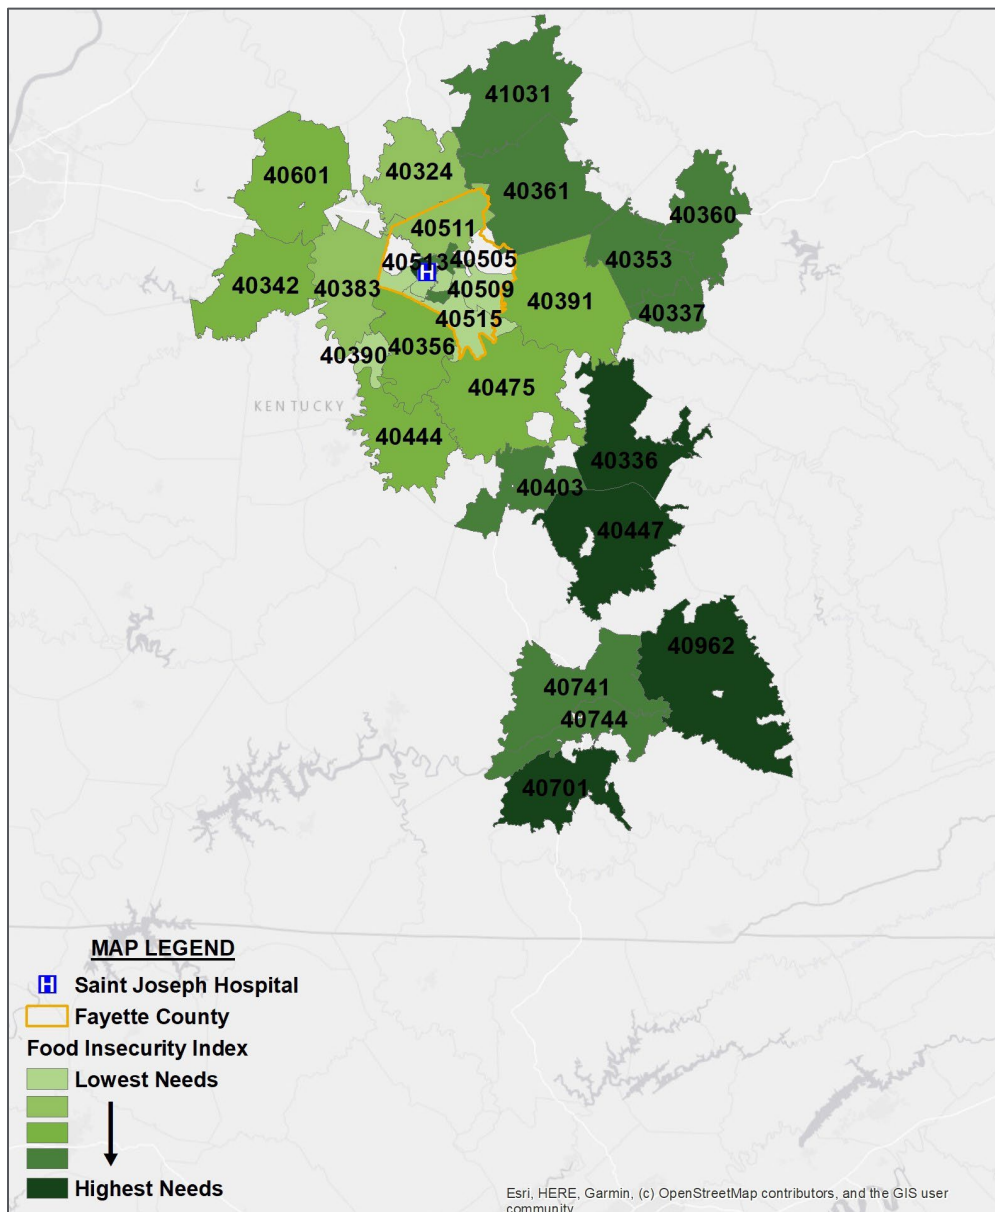 41031
40601
40324
40361
40360
40511
40513
40505
40353
40342
40383
40509
40391
40337
40515
40390
40356
40475
KENTUCKY
40444
40336
40403
40447
40962
40741
40744
40701
MAP LEGEND
H Saint Joseph Hospital
Fayette County
Food Insecurity Index
Lowest Needs
Highest Needs
Esri, HERE, Garmin, (c) OpenStreetMap contributors, and the GIS user
community